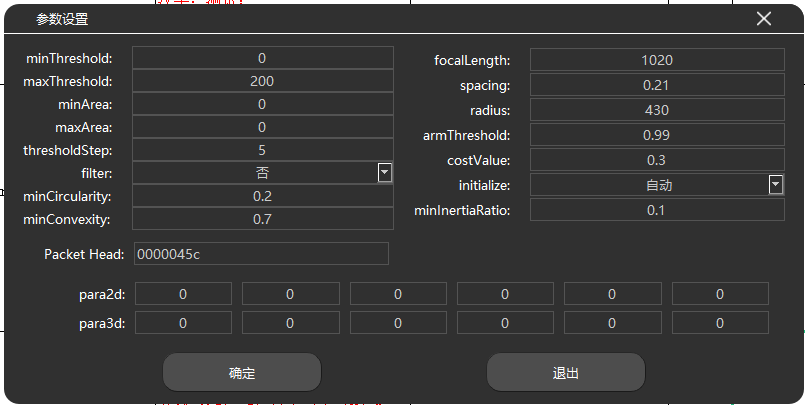 参数设置
minThreshold: 0
maxThreshold: 200
minArea: 0
maxArea: 0
thresholdStep: 5
filter: 否
minCircularity: 0.2
minConvexity: 0.7
focalLength: 1020
spacing: 0.21
radius: 430
armThreshold: 0.99
costValue: 0.3
initialize: 自动
minInertiaRatio: 0.1
Packet Head: 0000045c
para2d: 0 0 0 0 0 0
para3d: 0 0 0 0 0 0
确定 退出